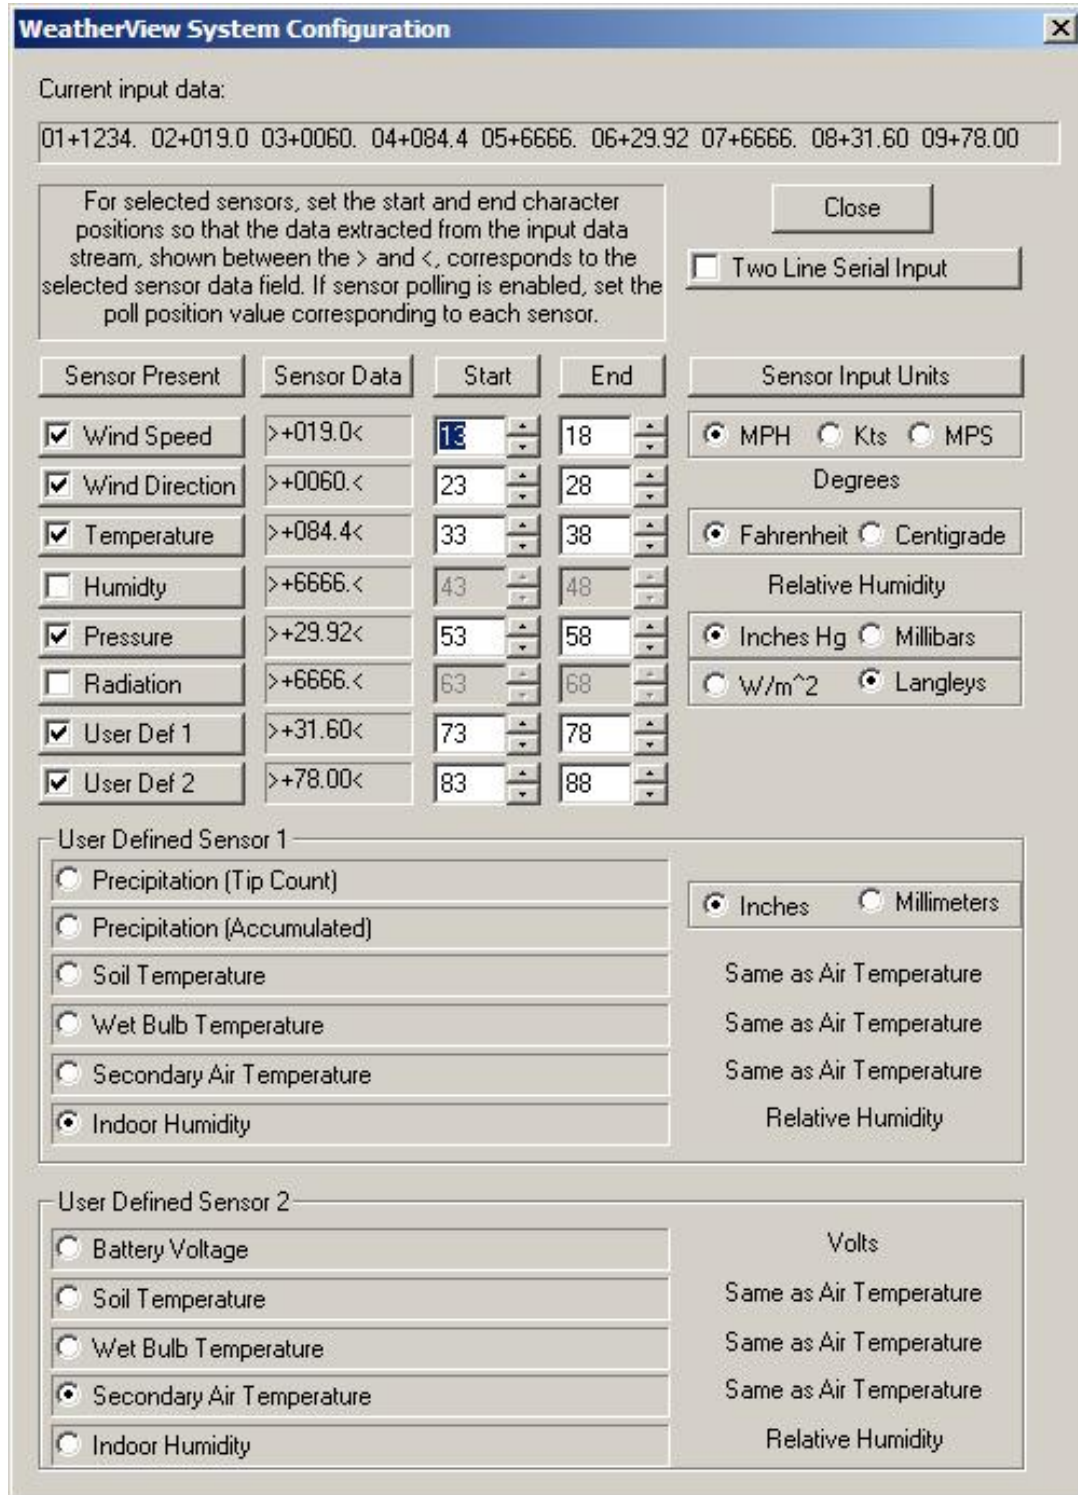 WeatherView System Configuration
Current input data:
01+1234. 02+019.0 03+0060. 04+084.4 05+6666. 06+29.92 07+6666. 08+31.60 09+78.00
For selected sensors, set the start and end character
positions so that the data extracted from the input data
stream, shown between the > and <, corresponds to the
selected sensor data field. If sensor polling is enabled, set the
poll position value corresponding to each sensor.
Close
Two Line Serial Input
Sensor Present Sensor Data Start End Sensor Input Units
Wind Speed >+019.0< 13 18 MPH Kts MPS
Wind Direction >+0060.< 23 28 Degrees
Temperature >+084.4< 33 38 Fahrenheit Centigrade
Humidty >+6666.< 43 48 Relative Humidity
Pressure >+29.92< 53 58 Inches Hg Millibars
Radiation >+6666.< 63 68 W/m^2 Langleys
User Def 1 >+31.60< 73 78
User Def 2 >+78.00< 83 88
User Defined Sensor 1
Precipitation (Tip Count)
Inches Millimeters
Precipitation (Accumulated)
Soil Temperature Same as Air Temperature
Wet Bulb Temperature Same as Air Temperature
Secondary Air Temperature Same as Air Temperature
Indoor Humidity Relative Humidity
User Defined Sensor 2
Battery Voltage Volts
Soil Temperature Same as Air Temperature
Wet Bulb Temperature Same as Air Temperature
Secondary Air Temperature Same as Air Temperature
Indoor Humidity Relative Humidity